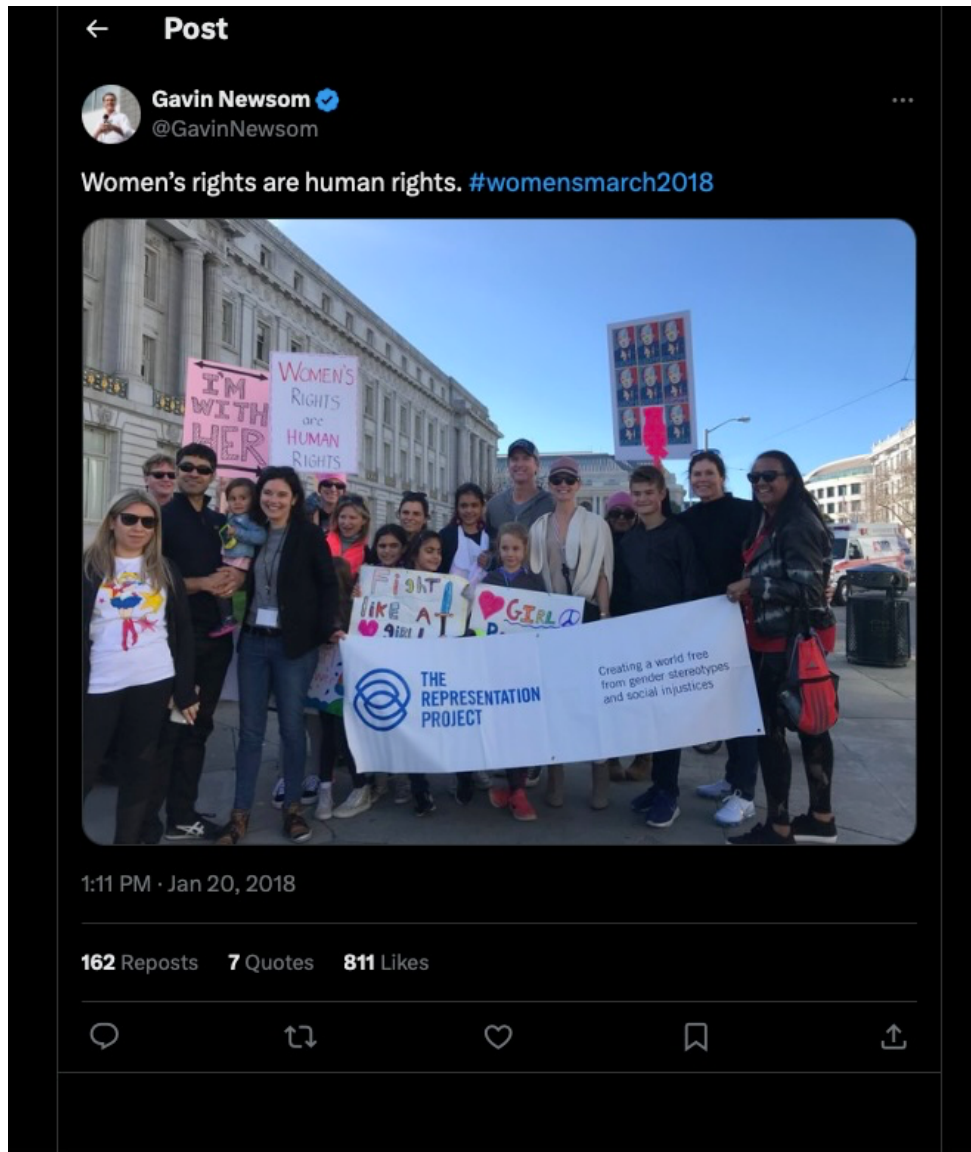 Post
Gavin Newsom
@GavinNewsom
Women's rights are human rights. #womensmarch2018
I'M
WITH
HER
WOMEN'S
RIGHTS
are
HUMAN
RIGHTS
Fight
LIKE A
GIRL
GIRL
THE
REPRESENTATION
PROJECT
Creating a world free
from gender stereotypes
and social injustices
1:11 PM · Jan 20, 2018
162 Reposts 7 Quotes 811 Likes